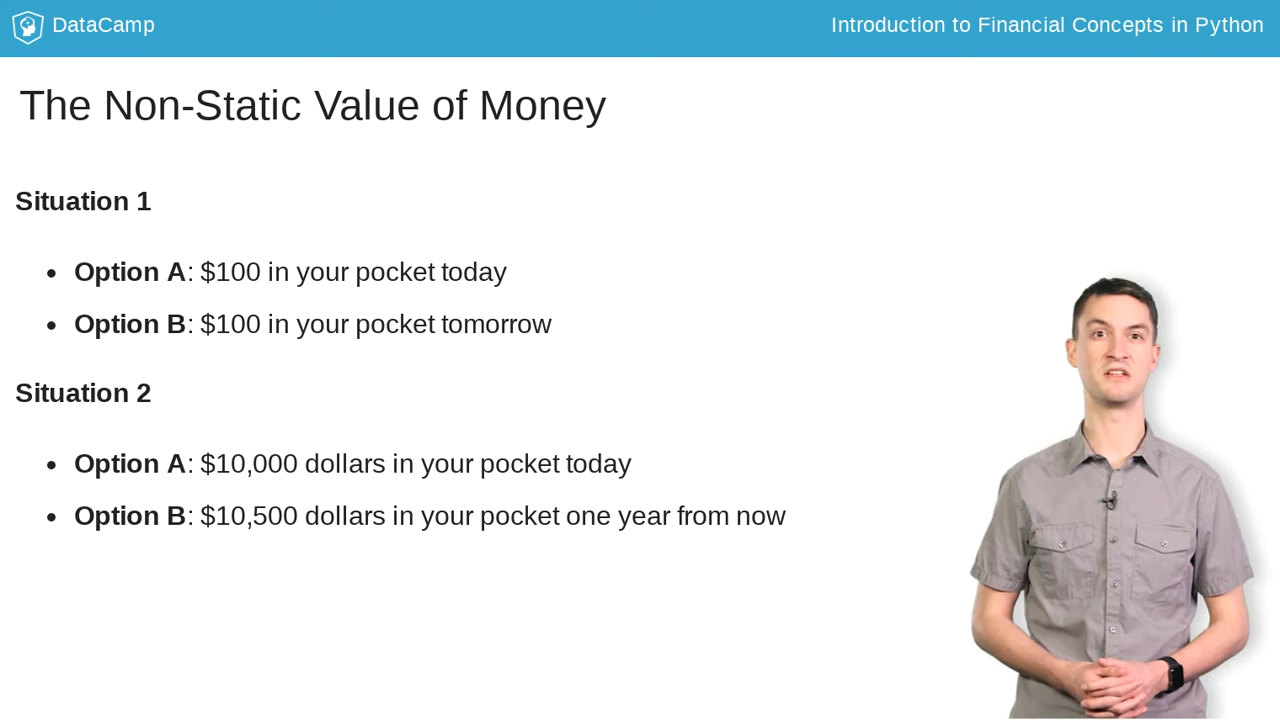 DataCamp
Introduction to Financial Concepts in Python
The Non-Static Value of Money
Situation 1
• Option A: $100 in your pocket today
• Option B: $100 in your pocket tomorrow
Situation 2
• Option A: $10,000 dollars in your pocket today
• Option B: $10,500 dollars in your pocket one year from now